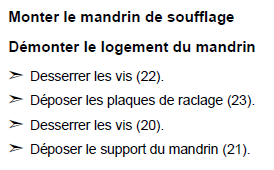 Monter le mandrin de soufflage
Démonter le logement du mandrin
➣ Desserrer les vis (22).
➣ Déposer les plaques de raclage (23).
➣ Desserrer les vis (20).
➣ Déposer le support du mandrin (21).